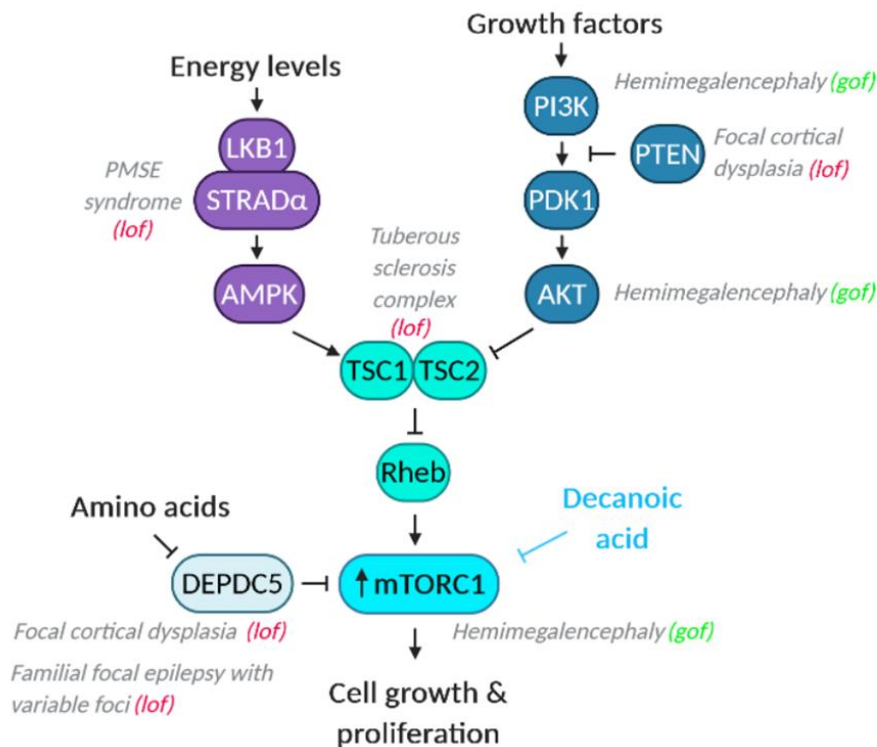 Growth factors
Energy levels
PI3K
Hemimegalencephaly (gof)
LKB1
PTEN
Focal cortical
dysplasia (lof)
PMSE
syndrome
(lof)
STRADα
PDK1
Tuberous
sclerosis
complex
(lof)
AMPK
AKT
Hemimegalencephaly (gof)
TSC1
TSC2
Rheb
Amino acids
Decanoic
acid
DEPDC5
↑ mTORC1
Focal cortical dysplasia (lof)
Hemimegalencephaly (gof)
Familial focal epilepsy with
variable foci (lof)
Cell growth &
proliferation